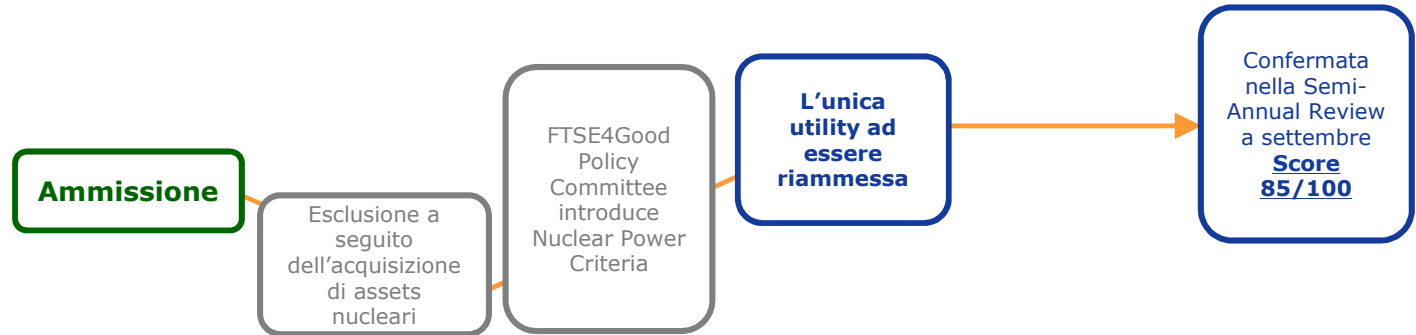 Ammissione
Esclusione a
seguito
dell’acquisizione
di assets
nucleari
FTSE4Good
Policy
Committee
introduce
Nuclear Power
Criteria
L’unica
utility ad
essere
riammessa
Confermata
nella Semi-
Annual Review
a settembre
Score
85/100